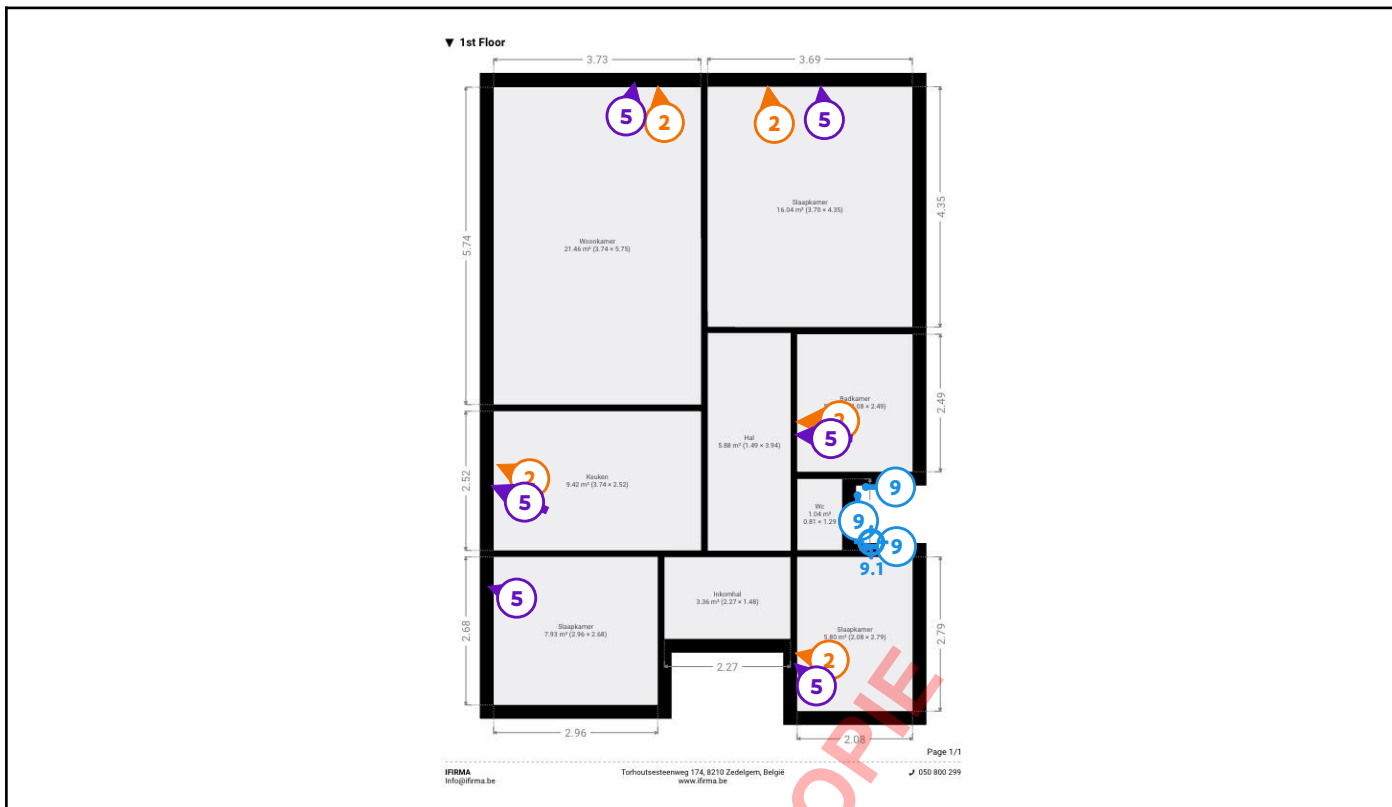 ▼ 1st Floor
3.73
3.69
5
2
2
5
5.74
4.35
Slaapkamer
16.04 m² (3.70 × 4.35)
Woonkamer
21.46 m² (3.74 × 5.75)
2.49
Badkamer
.08 × 2.49)
2
5
Hal
5.88 m² (1.49 × 3.94)
2.52
Keuken
9.42 m² (3.74 × 2.52)
2
5
9
Wc
1.04 m²
0.81 × 1.29
9
9
9.1
5
Inkomhal
3.36 m² (2.27 × 1.48)
2.68
Slaapkamer
7.93 m² (2.96 × 2.68)
Slaapkamer
5.80 m² (2.08 × 2.79)
2.79
2
5
2.27
2.96
2.08
OPIE
Page 1/1
IFIRMA
Info@ifirma.be
Torhoutsesteenweg 174, 8210 Zedelgem, België
www.ifirma.be
050 800 299